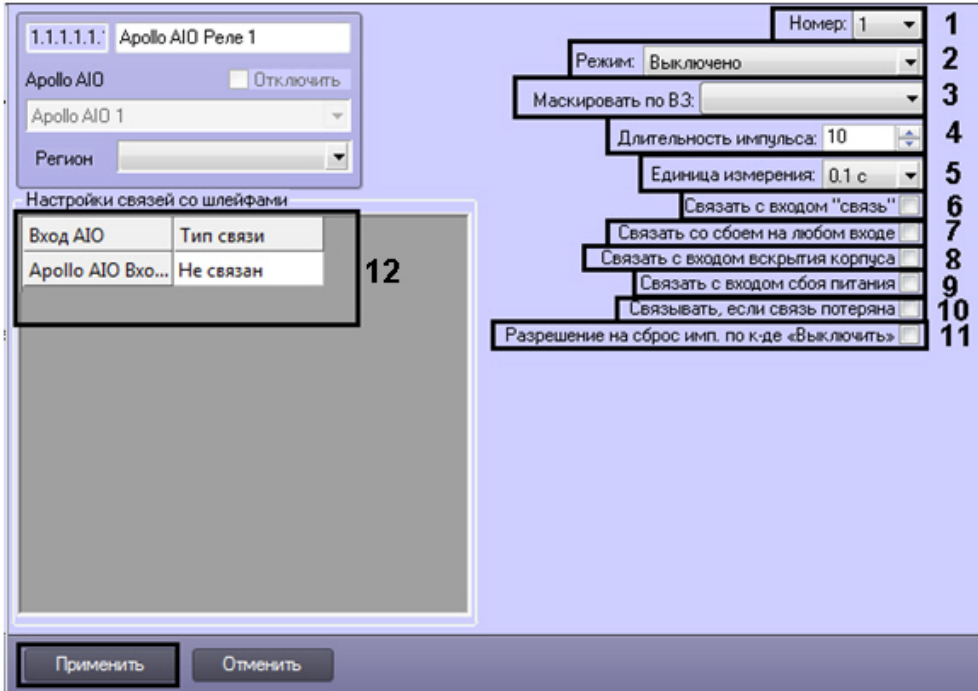 1.1.1.1.1.' Apollo AIO Реле 1
Apollo AIO Отключить
Apollo AIO 1
Регион
Настройки связей со шлейфами
Вход AIO Тип связи
Apollo AIO Вхо... Не связан
12
Номер: 1 1
Режим: Выключено 2
Маскировать по ВЗ: 3
Длительность импульса: 10 4
Единица измерения: 0.1 с 5
Связать с входом "связь" 6
Связать со сбоем на любом входе 7
Связать с входом вскрытия корпуса 8
Связать с входом сбоя питания 9
Связывать, если связь потеряна 10
Разрешение на сброс имп. по к-де «Выключить» 11
Применить Отменить